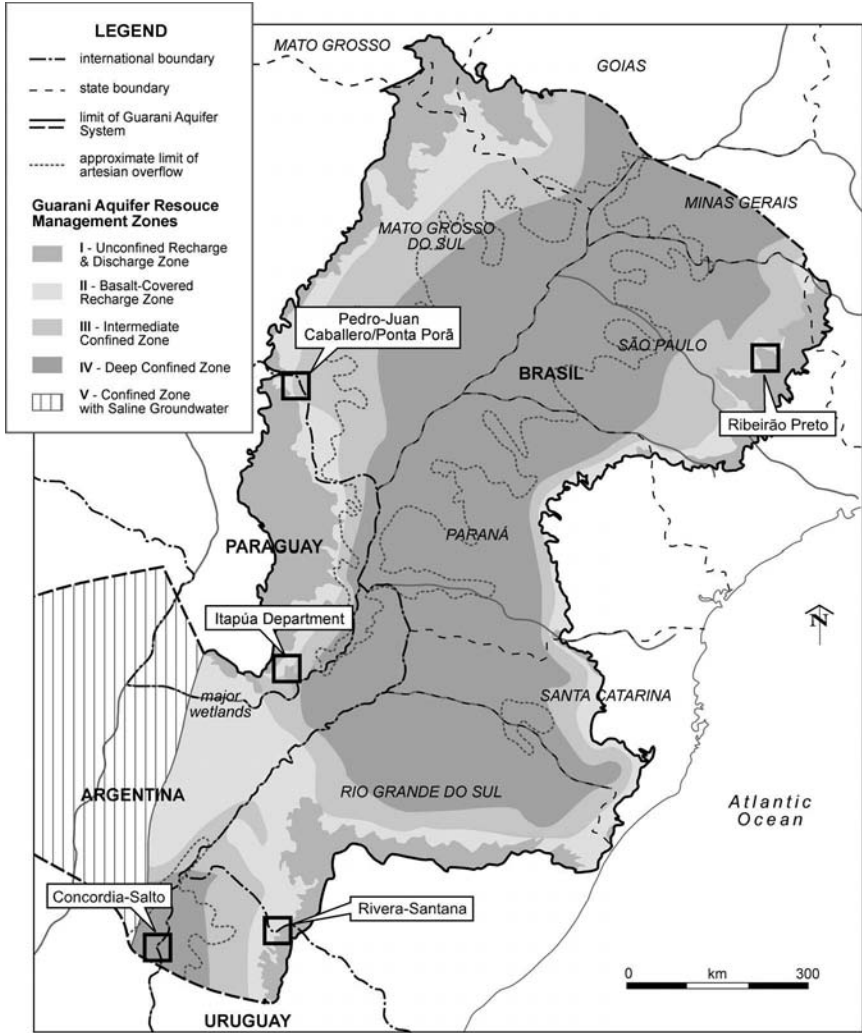 LEGEND
international boundary
state boundary
limit of Guarani Aquifer
System
approximate limit of
artesian overflow
Guarani Aquifer Resouce
Management Zones
I - Unconfined Recharge
& Discharge Zone
II - Basalt-Covered
Recharge Zone
III - Intermediate
Confined Zone
IV - Deep Confined Zone
V - Confined Zone
with Saline Groundwater
MATO GROSSO
GOIAS
MINAS GERAIS
MATO GROSSO
DO SUL
Pedro-Juan
Caballero/Ponta Porã
SÃO PAULO
BRASIL
Ribeirão Preto
PARANÁ
PARAGUAY
Itapúa Department
N
major
wetlands
SANTA CATARINA
ARGENTINA
RIO GRANDE DO SUL
Atlantic
Ocean
Concordia-Salto
Rivera-Santana
0 km 300
URUGUAY